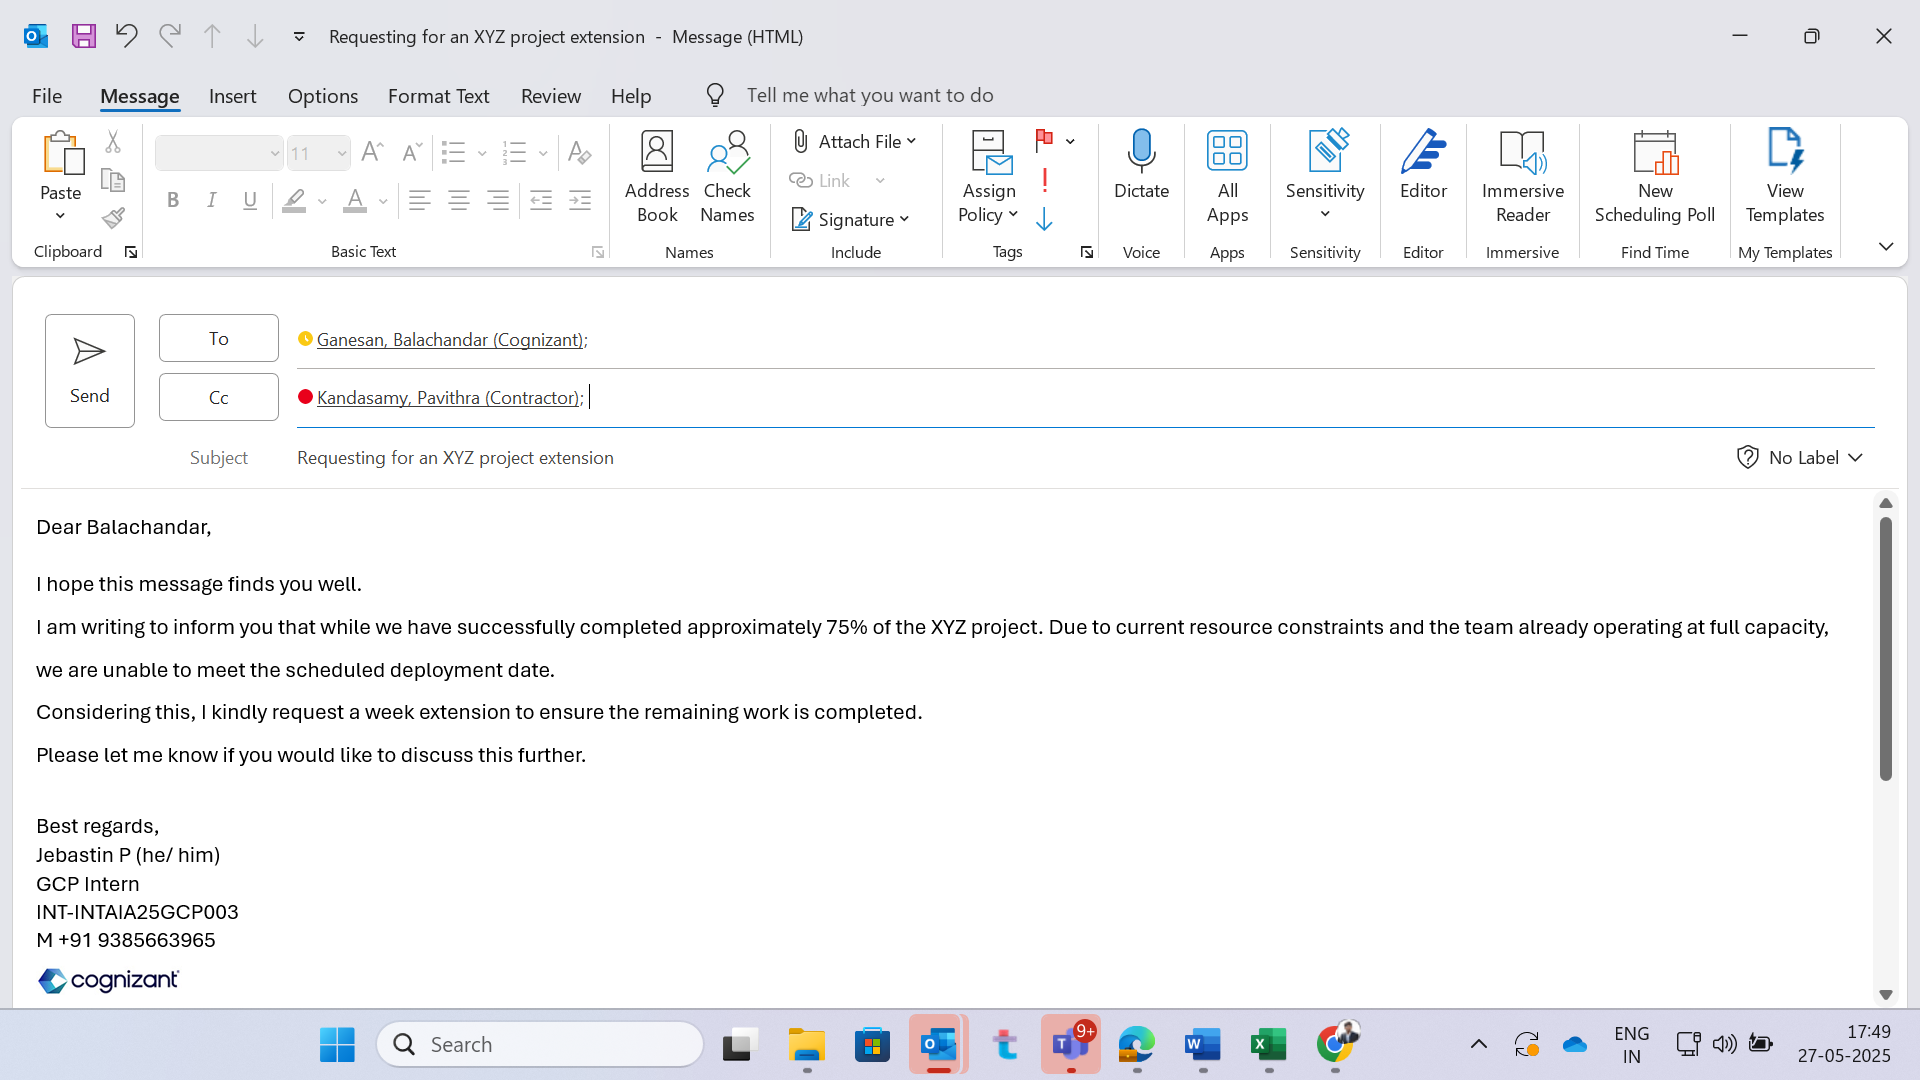 Requesting for an XYZ project extension - Message (HTML)
File Message Insert Options Format Text Review Help Tell me what you want to do
Paste
Clipboard
11
B I U A
Basic Text
Address Book
Check Names
Names
Attach File
Link
Signature
Include
Assign Policy
Tags
Dictate
Voice
All Apps
Apps
Sensitivity
Sensitivity
Editor
Editor
Immersive Reader
Immersive
New Scheduling Poll
Find Time
View Templates
My Templates
Send
To
Ganesan, Balachandar (Cognizant);
Cc
Kandasamy, Pavithra (Contractor);
Subject
Requesting for an XYZ project extension
No Label
Dear Balachandar,
I hope this message finds you well.
I am writing to inform you that while we have successfully completed approximately 75% of the XYZ project. Due to current resource constraints and the team already operating at full capacity,
we are unable to meet the scheduled deployment date.
Considering this, I kindly request a week extension to ensure the remaining work is completed.
Please let me know if you would like to discuss this further.
Best regards,
Jebastin P (he/ him)
GCP Intern
INT-INTAIA25GCP003
M +91 9385663965
cognizant
Search
9+
ENG
IN
17:49
27-05-2025